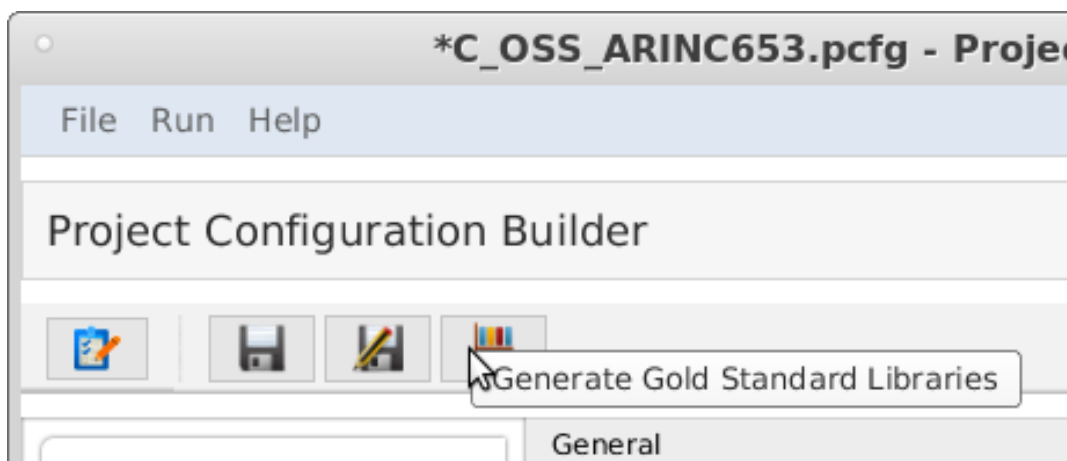 *C_OSS_ARINC653.pcfg - Proje
File Run Help
Project Configuration Builder
Generate Gold Standard Libraries
General